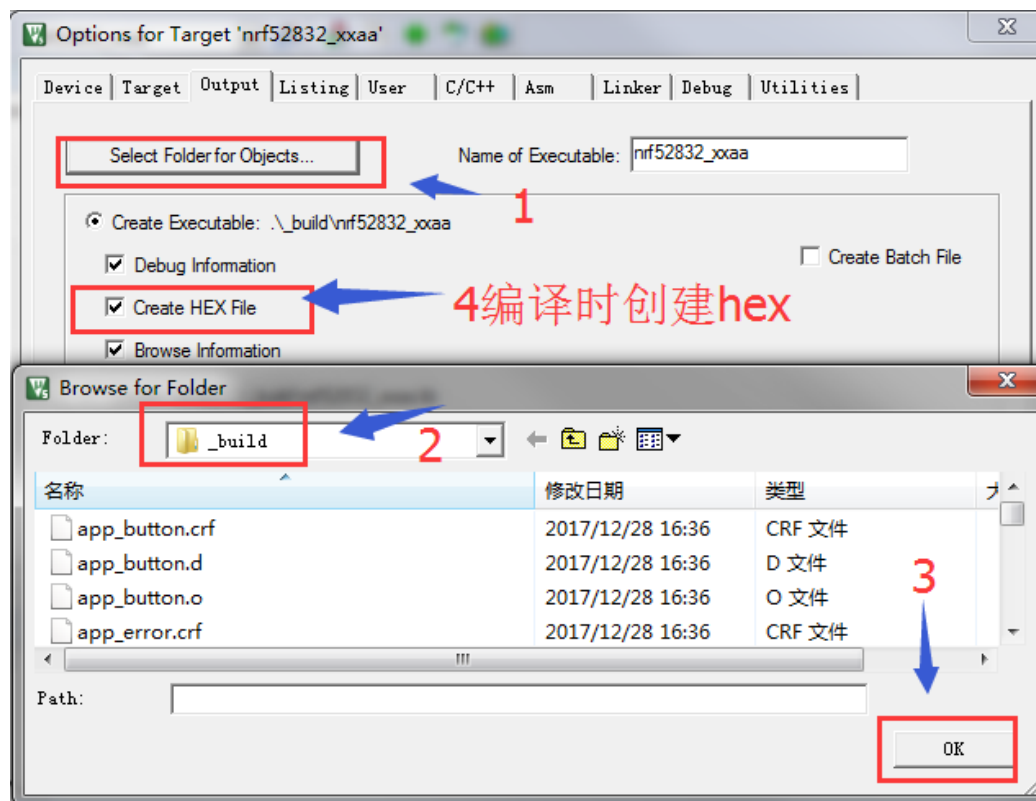 Options for Target 'nrf52832_xxaa'
Device Target Output Listing User C/C++ Asm Linker Debug Utilities
Select Folder for Objects... Name of Executable: nrf52832_xxaa
1
Create Executable: .\_build\nrf52832_xxaa
Debug Information Create Batch File
Create HEX File 4编译时创建hex
Browse Information
Browse for Folder
Folder: _build 2
名称 修改日期 类型
app_button.crf 2017/12/28 16:36 CRF 文件
app_button.d 2017/12/28 16:36 D 文件
app_button.o 2017/12/28 16:36 O 文件
app_error.crf 2017/12/28 16:36 CRF 文件
3
Path:
OK